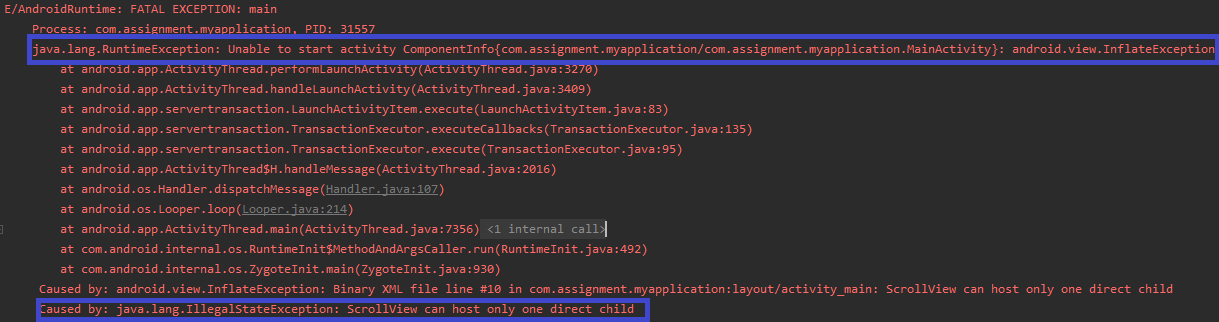 E/AndroidRuntime: FATAL EXCEPTION: main
Process: com.assignment.myapplication, PID: 31557
java.lang.RuntimeException: Unable to start activity ComponentInfo{com.assignment.myapplication/com.assignment.myapplication.MainActivity}: android.view.InflateException
at android.app.ActivityThread.performLaunchActivity(ActivityThread.java:3270)
at android.app.ActivityThread.handleLaunchActivity(ActivityThread.java:3409)
at android.app.servertransaction.LaunchActivityItem.execute(LaunchActivityItem.java:83)
at android.app.servertransaction.TransactionExecutor.executeCallbacks(TransactionExecutor.java:135)
at android.app.servertransaction.TransactionExecutor.execute(TransactionExecutor.java:95)
at android.app.ActivityThread$H.handleMessage(ActivityThread.java:2016)
at android.os.Handler.dispatchMessage(Handler.java:107)
at android.os.Looper.loop(Looper.java:214)
at android.app.ActivityThread.main(ActivityThread.java:7356) <1 internal call>
at com.android.internal.os.RuntimeInit$MethodAndArgsCaller.run(RuntimeInit.java:492)
at com.android.internal.os.ZygoteInit.main(ZygoteInit.java:930)
Caused by: android.view.InflateException: Binary XML file line #10 in com.assignment.myapplication:layout/activity_main: ScrollView can host only one direct child
Caused by: java.lang.IllegalStateException: ScrollView can host only one direct child